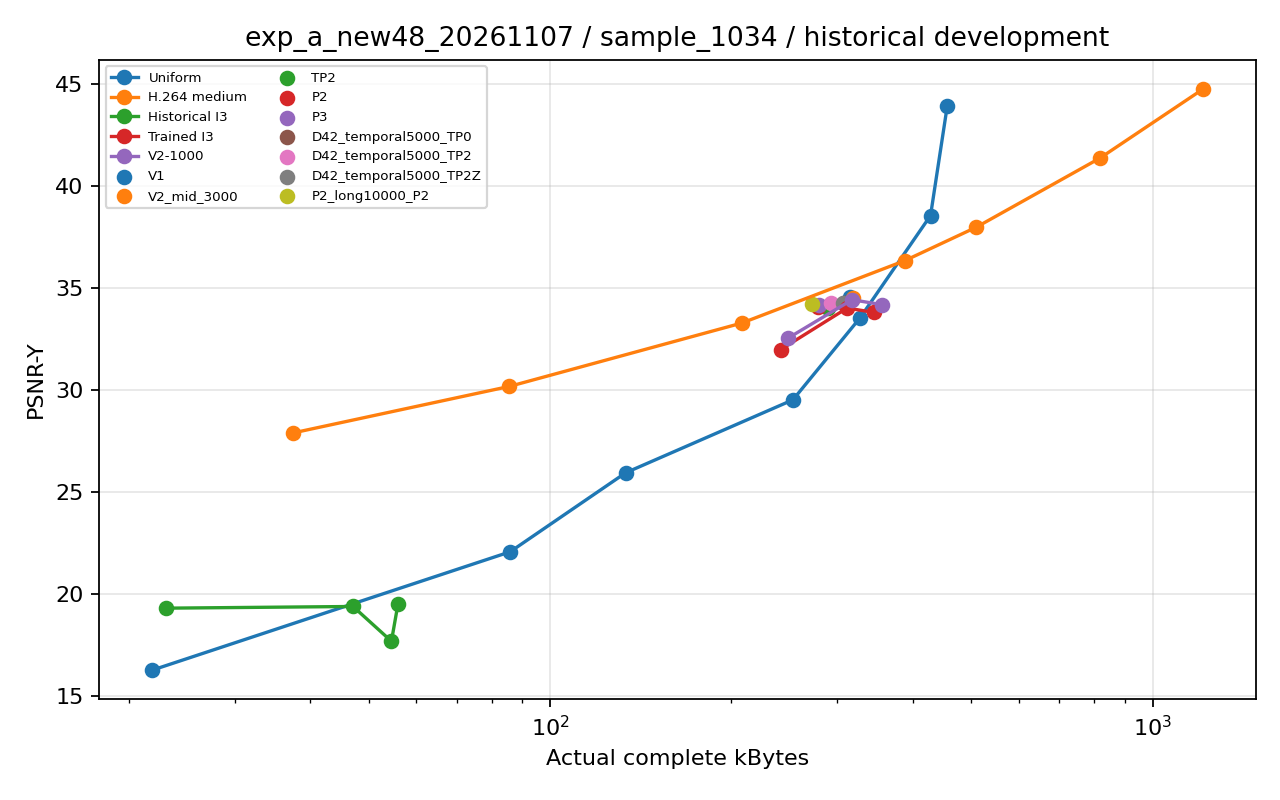 exp_a_new48_20261107 / sample_1034 / historical development
PSNR-Y
45
40
35
30
25
20
15
Uniform
H.264 medium
Historical I3
Trained I3
V2-1000
V1
V2_mid_3000
TP2
P2
P3
D42_temporal5000_TP0
D42_temporal5000_TP2
D42_temporal5000_TP2Z
P2_long10000_P2
10²
10³
Actual complete kBytes